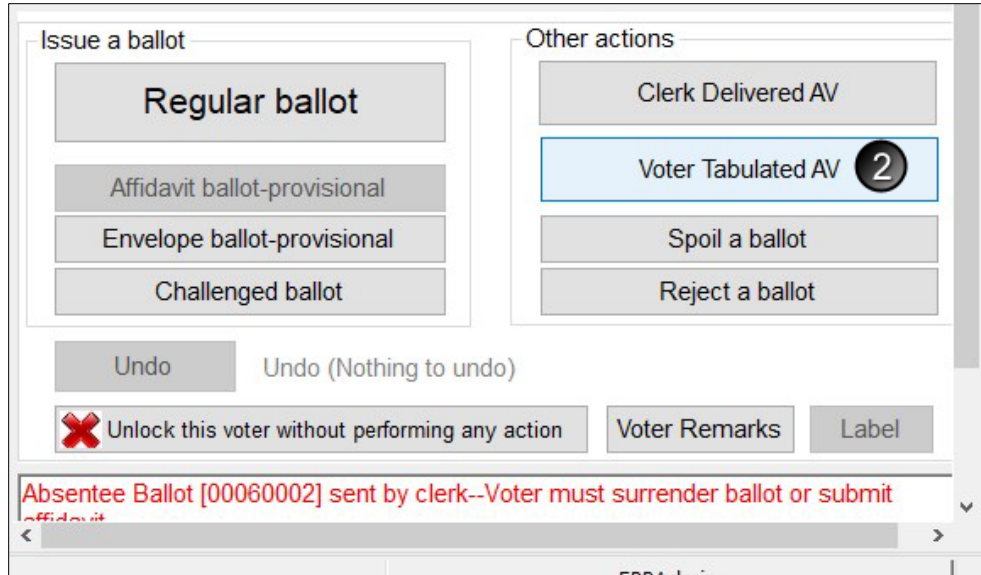 Issue a ballot
Regular ballot
Affidavit ballot-provisional
Envelope ballot-provisional
Challenged ballot
Other actions
Clerk Delivered AV
Voter Tabulated AV 2
Spoil a ballot
Reject a ballot
Undo
Undo (Nothing to undo)
Unlock this voter without performing any action
Voter Remarks
Label
Absentee Ballot [00060002] sent by clerk--Voter must surrender ballot or submit
affidavit